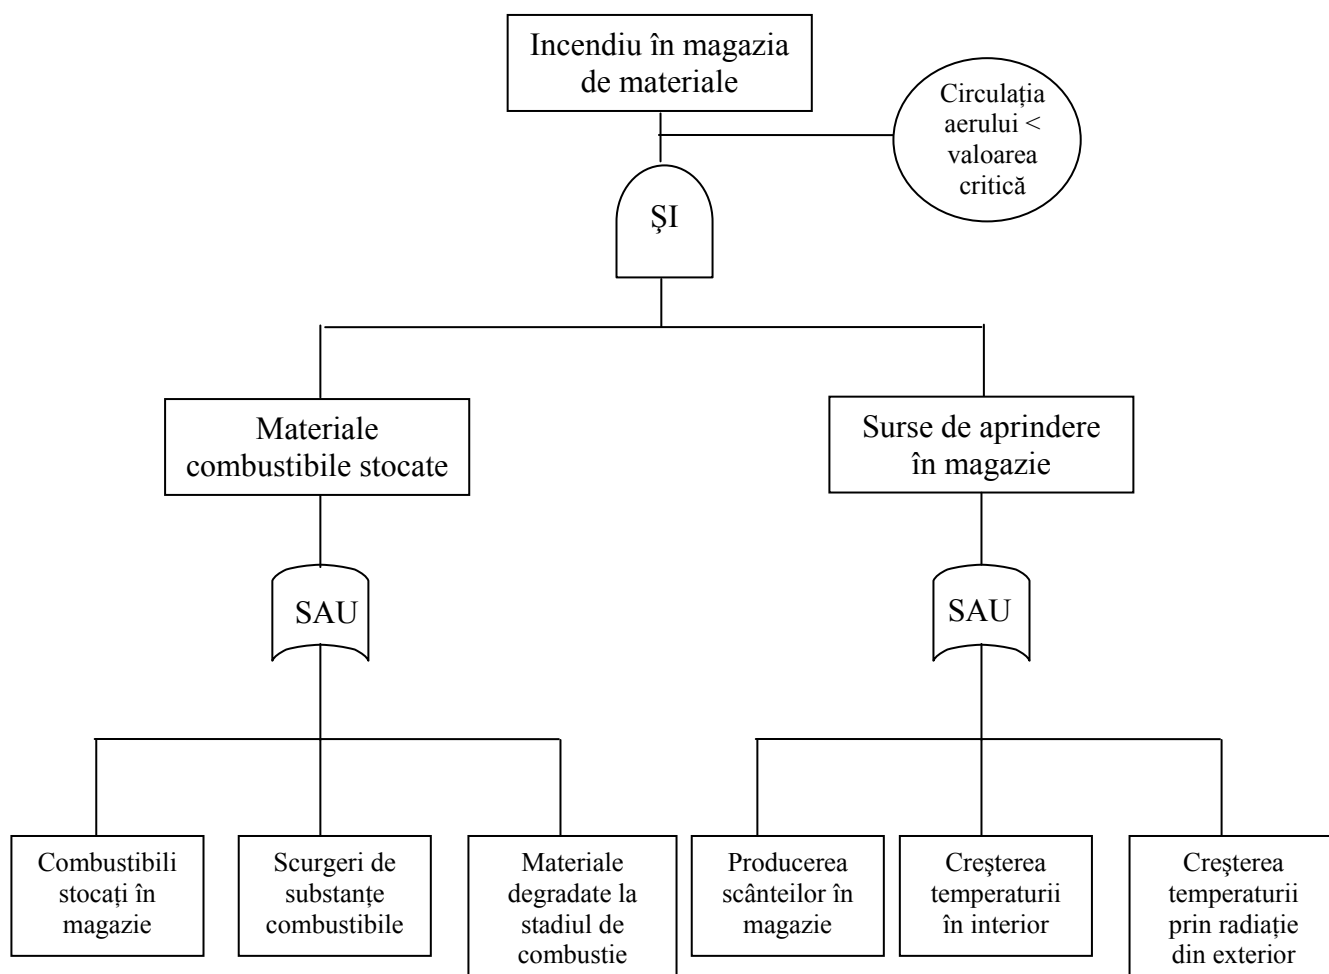 Incendiu în magazia
de materiale
Circulația
aerului <
valoarea
critică
ŞI
Materiale
combustibile stocate
Surse de aprindere
în magazie
SAU
SAU
Combustibili
stocați în
magazie
Scurgeri de
substanțe
combustibile
Materiale
degradate la
stadiul de
combustie
Producerea
scânteilor în
magazie
Creşterea
temperaturii
în interior
Creşterea
temperaturii
prin radiație
din exterior